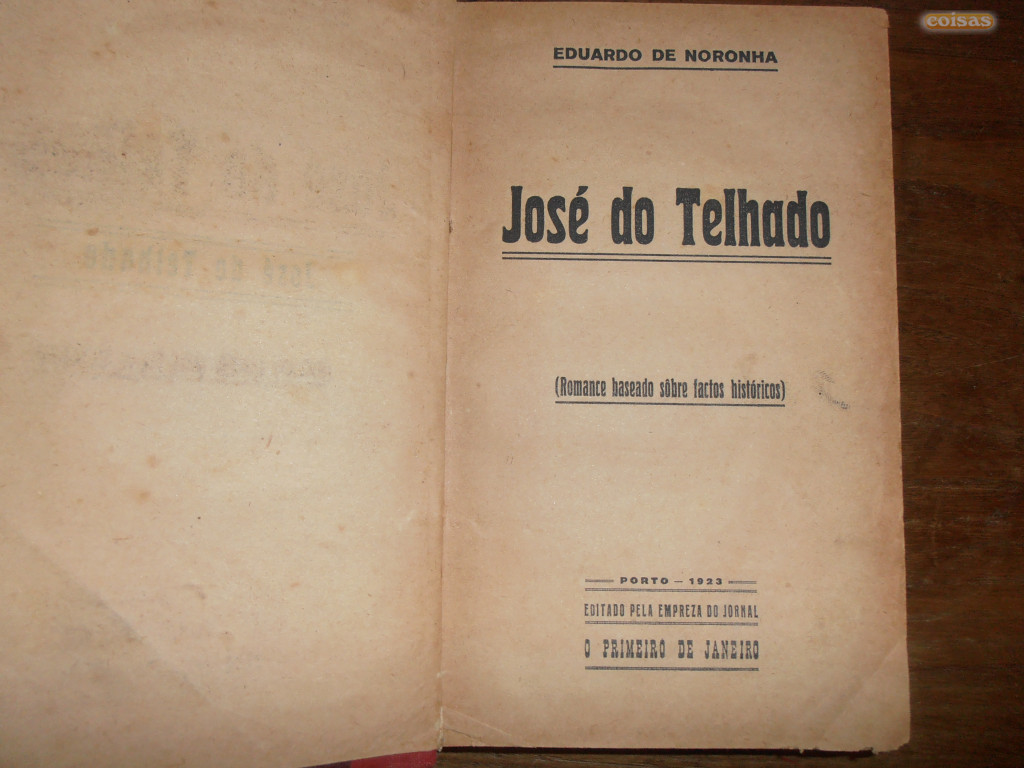 coisas
EDUARDO DE NORONHA
José do Telhado
(Romance baseado sôbre factos históricos)
PORTO — 1923
EDITADO PELA EMPREZA DO JORNAL
O PRIMEIRO DE JANEIRO